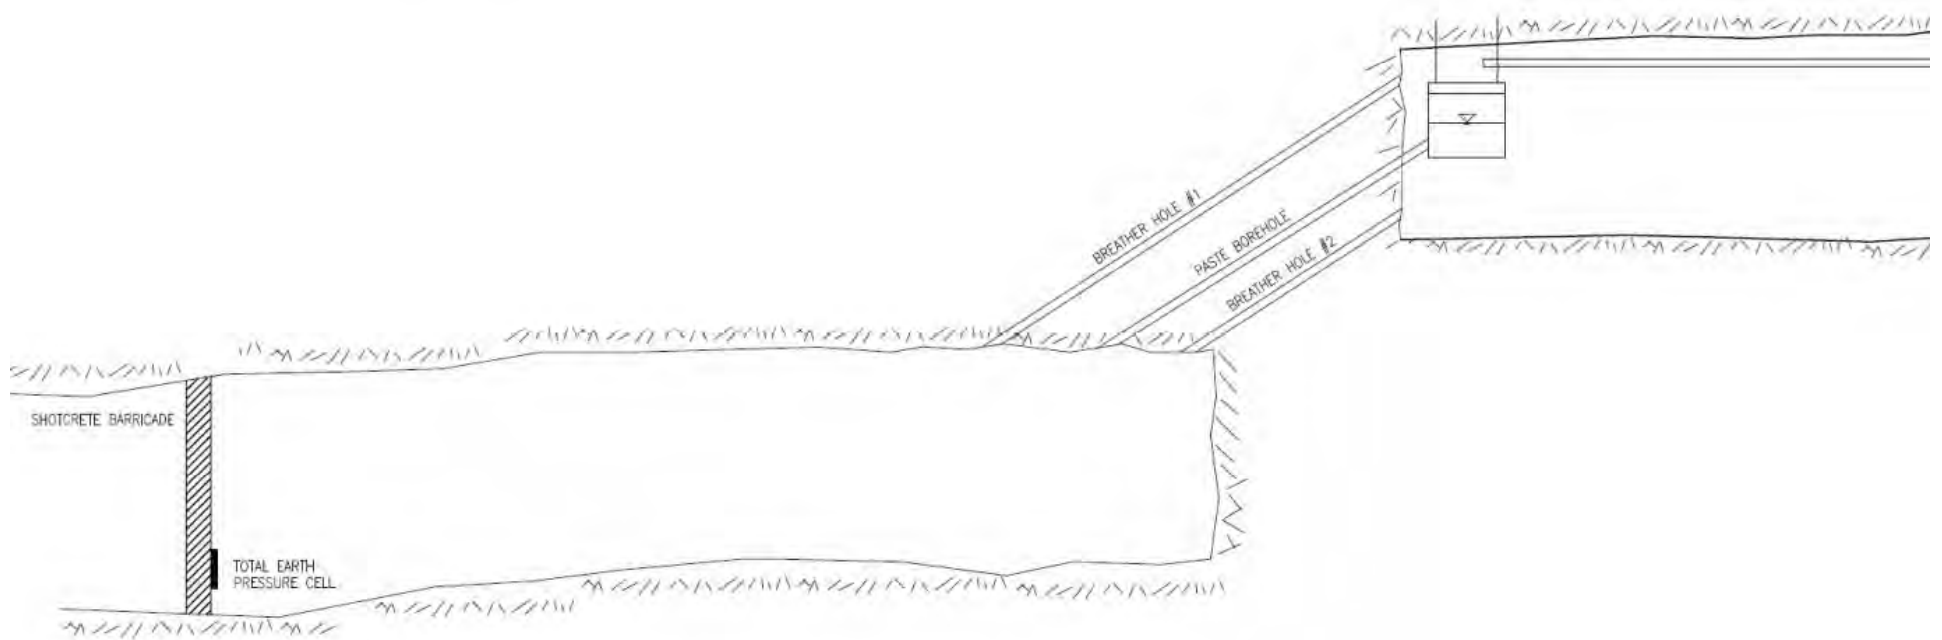 BREATHER HOLE #1
PASTE BOREHOLE
BREATHER HOLE #2
SHOTCRETE BARRICADE
TOTAL EARTH
PRESSURE CELL